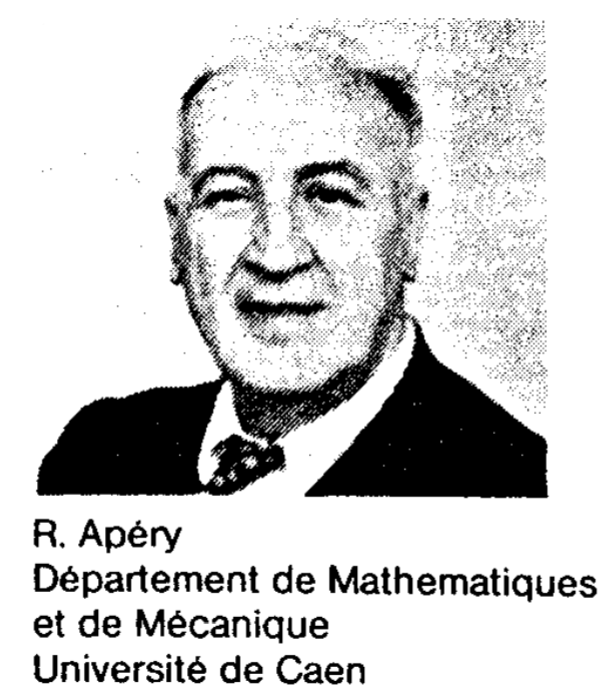 R. Apéry
Département de Mathematiques
et de Mécanique
Université de Caen